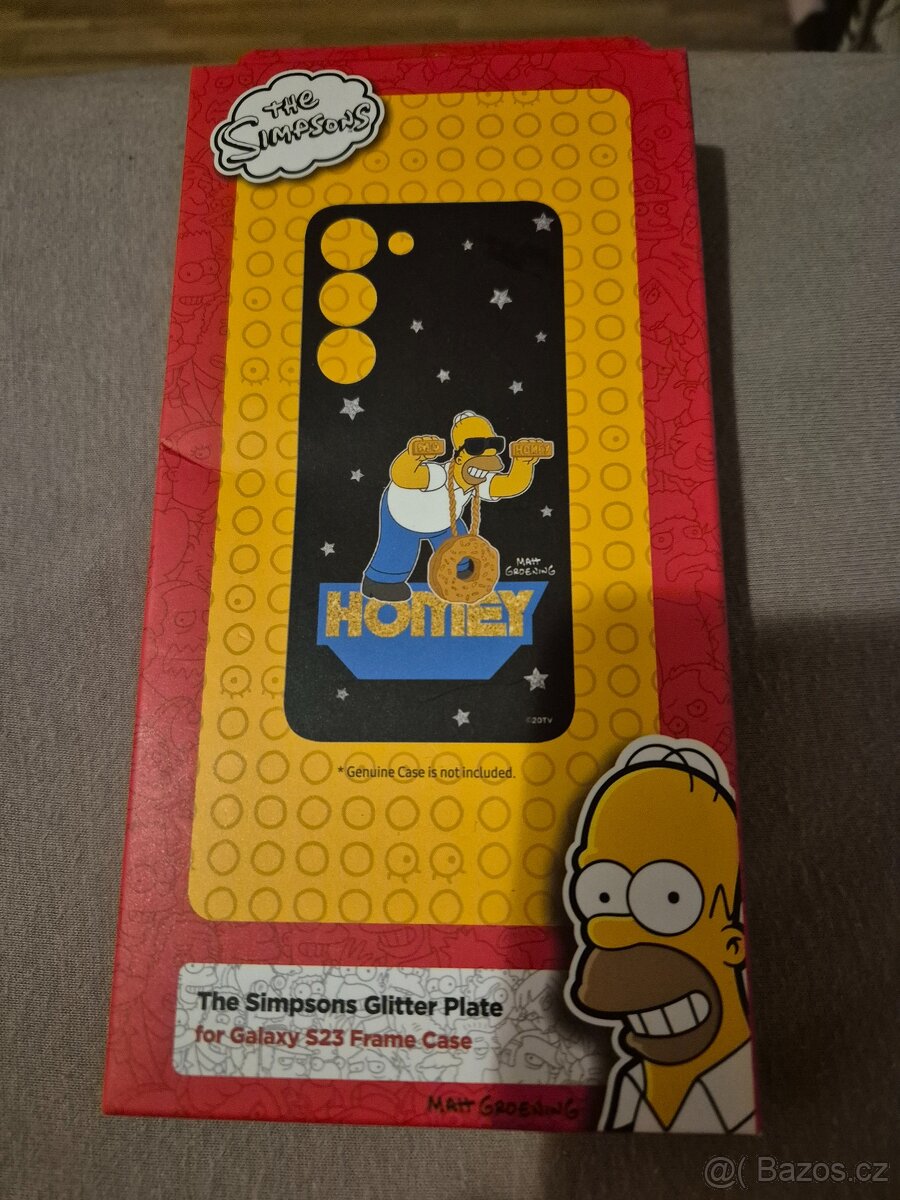 THE
SIMPSONS
HOMEY
MATT
GROENING
HOMEY
©20TV
* Genuine Case is not included.
The Simpsons Glitter Plate
for Galaxy S23 Frame Case
MATT GROENING
@( Bazos.cz